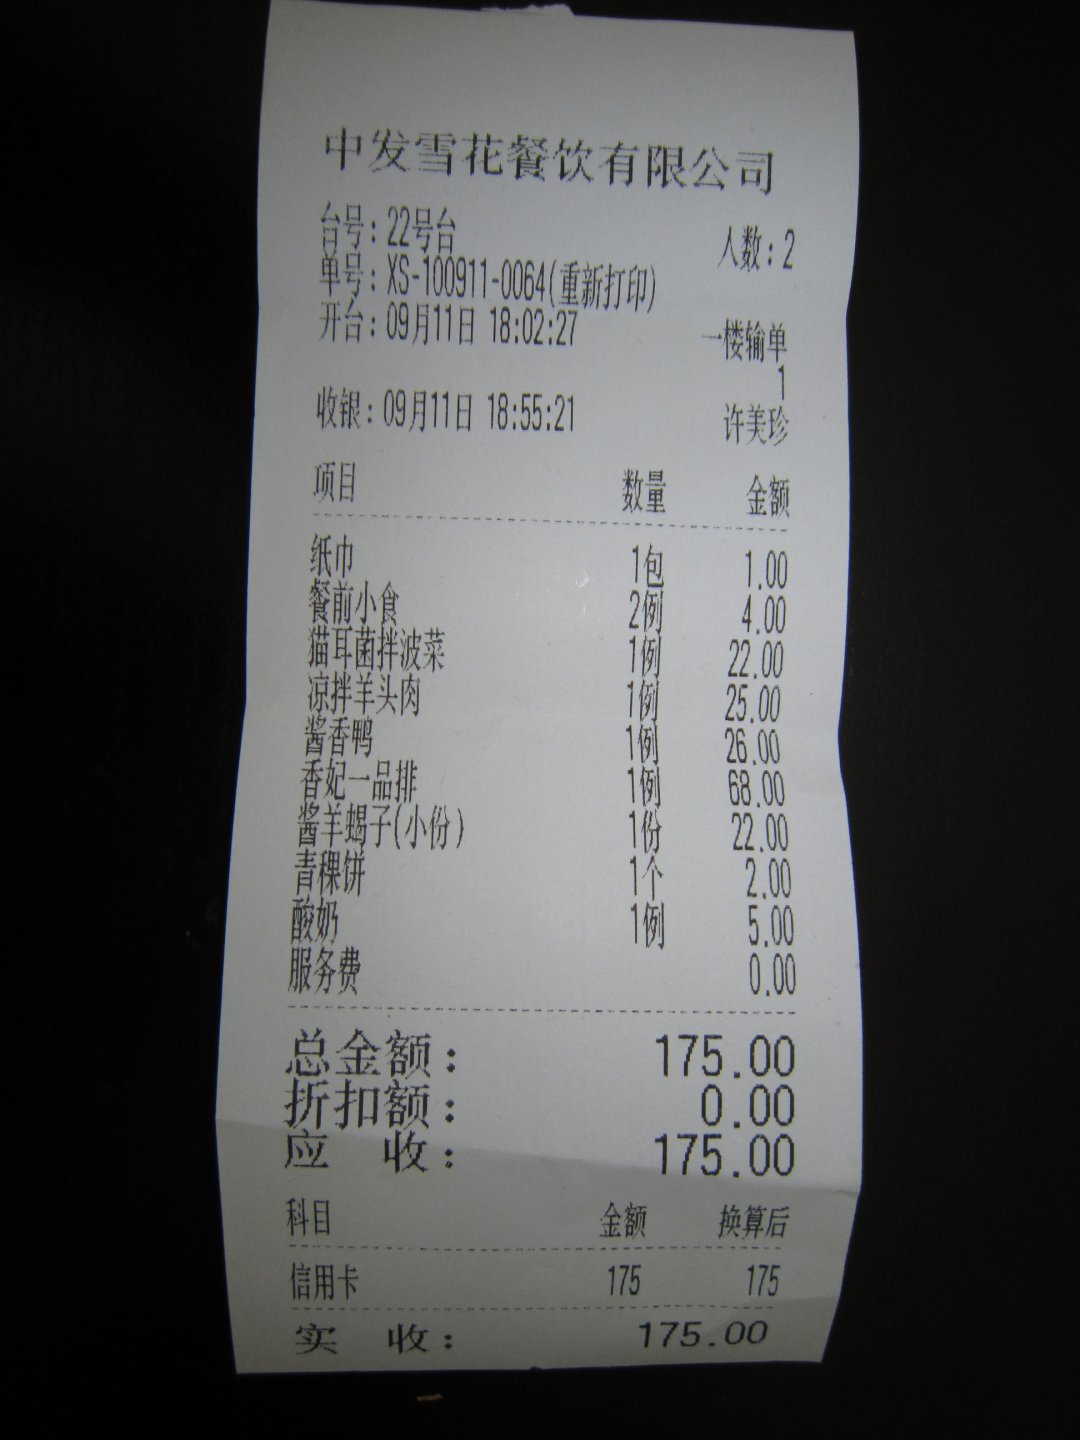 中发雪花餐饮有限公司
台号：22号台 人数：2
单号：XS-100911-0064(重新打印)
开台：09月11日 18:02:27 一楼输单
1
收银：09月11日 18:55:21 许美珍
项目 数量 金额
纸巾 1包 1.00
餐前小食 2例 4.00
猫耳菌拌波菜 1例 22.00
凉拌羊头肉 1例 25.00
酱香鸭 1例 26.00
香妃一品排 1例 68.00
酱羊蝎子(小份) 1份 22.00
青稞饼 1个 2.00
酸奶 1例 5.00
服务费 0.00
总金额： 175.00
折扣额： 0.00
应 收： 175.00
科目 金额 换算后
信用卡 175 175
实 收： 175.00